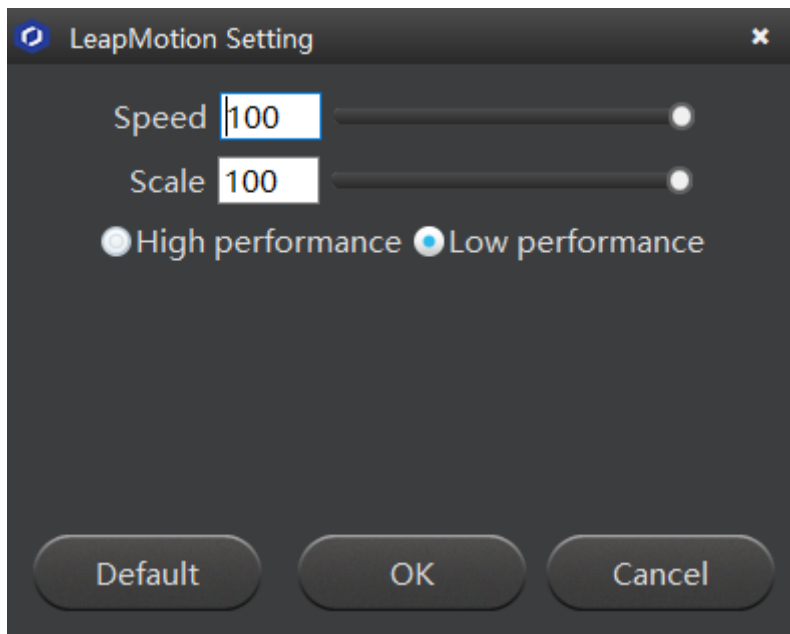 LeapMotion Setting
Speed 100
Scale 100
High performance Low performance
Default OK Cancel